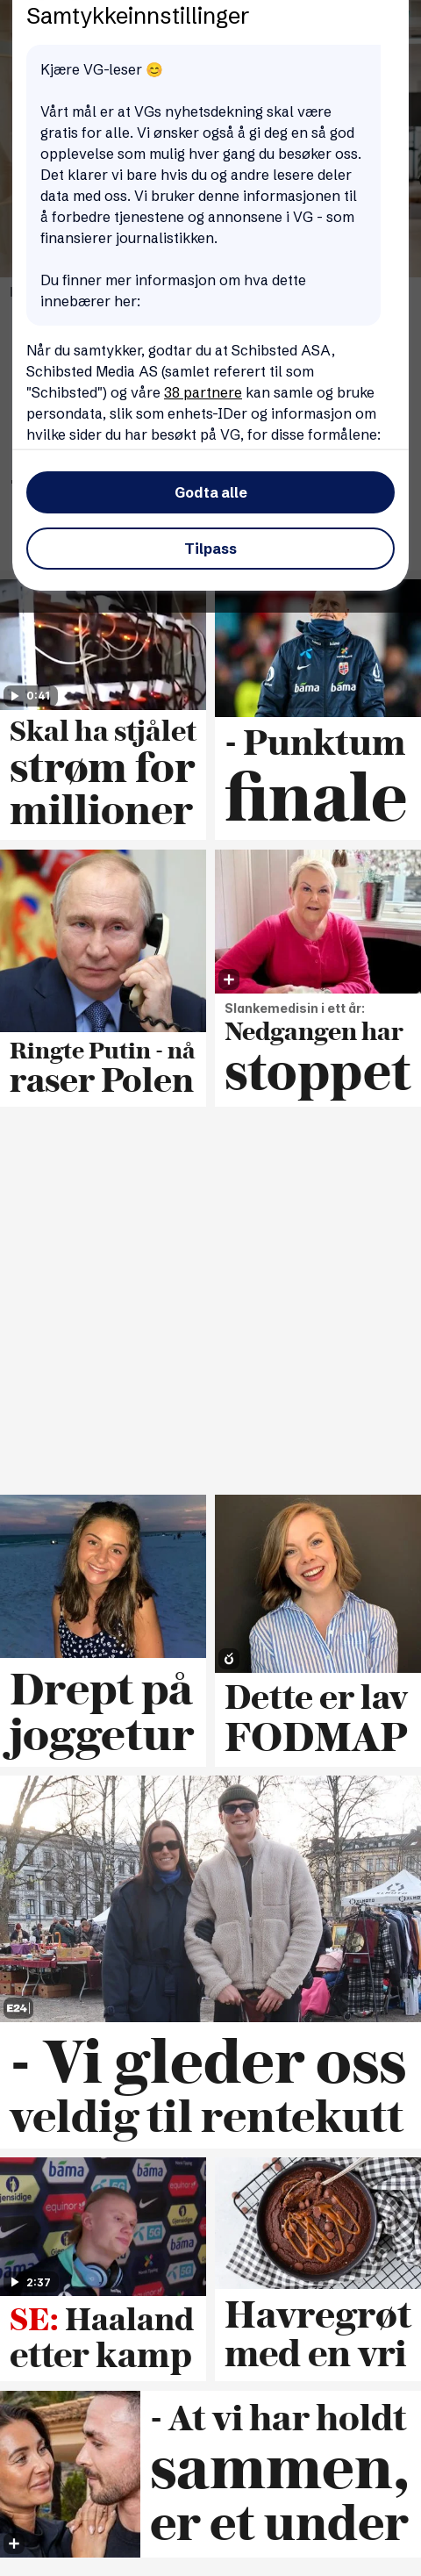 Samtykkeinnstillinger
Kjære VG-leser 😊
Vårt mål er at VGs nyhetsdekning skal være
gratis for alle. Vi ønsker også å gi deg en så god
opplevelse som mulig hver gang du besøker oss.
Det klarer vi bare hvis du og andre lesere deler
data med oss. Vi bruker denne informasjonen til
å forbedre tjenestene og annonsene i VG - som
finansierer journalistikken.
Du finner mer informasjon om hva dette
innebærer her:
Når du samtykker, godtar du at Schibsted ASA,
Schibsted Media AS (samlet referert til som
"Schibsted") og våre 38 partnere kan samle og bruke
persondata, slik som enhets-IDer og informasjon om
hvilke sider du har besøkt på VG, for disse formålene:
Godta alle
Tilpass
0:41
Skal ha stjålet
strøm for
millioner
bama bama
- Punktum
finale
Ringte Putin - nå
raser Polen
Slankemedisin i ett år:
Nedgangen har
stoppet
Drept på
joggetur
Dette er lav
FODMAP
E24
- Vi gleder oss
veldig til rentekutt
bama
jensidige
equinor
5G
bama
2:37
SE: Haaland
etter kamp
Havregrøt
med en vri
- At vi har holdt
sammen,
er et under